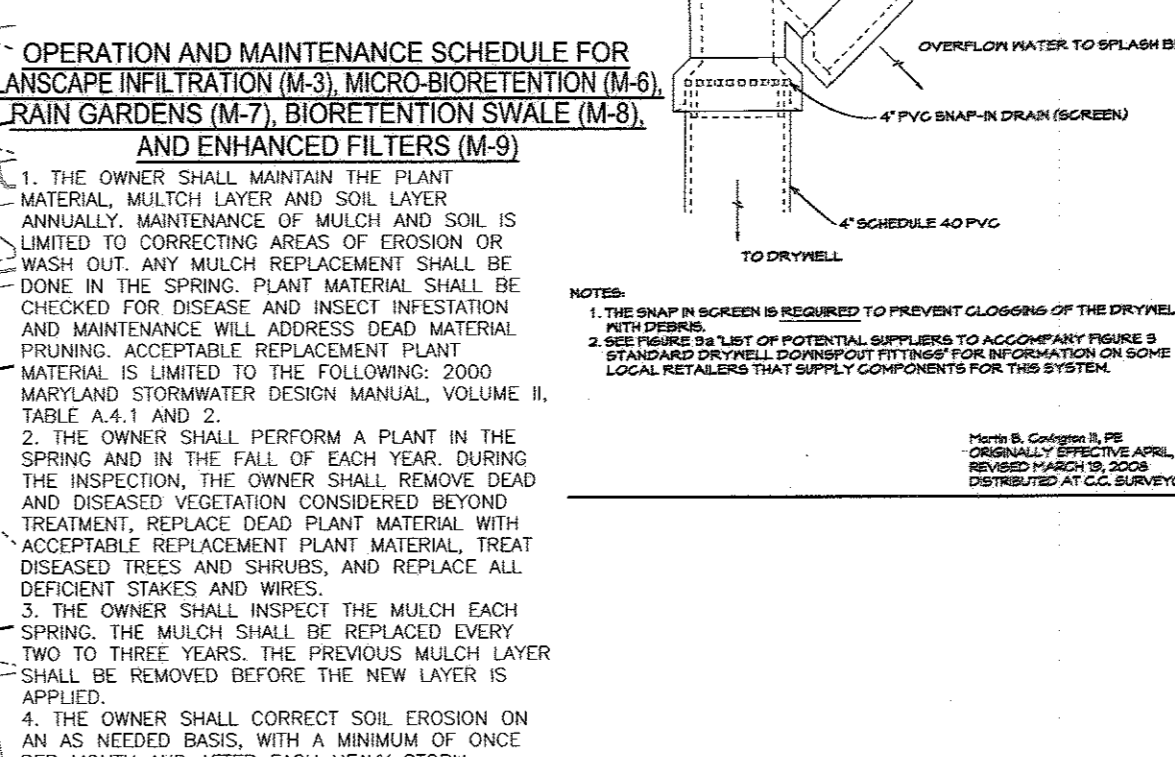 OPERATION AND MAINTENANCE SCHEDULE FOR
LANSCAPE INFILTRATION (M-3), MICRO-BIORETENTION (M-6),
RAIN GARDENS (M-7), BIORETENTION SWALE (M-8),
AND ENHANCED FILTERS (M-9)
1. THE OWNER SHALL MAINTAIN THE PLANT
MATERIAL, MULTCH LAYER AND SOIL LAYER
ANNUALLY. MAINTENANCE OF MULCH AND SOIL IS
LIMITED TO CORRECTING AREAS OF EROSION OR
WASH OUT. ANY MULCH REPLACEMENT SHALL BE
DONE IN THE SPRING. PLANT MATERIAL SHALL BE
CHECKED FOR DISEASE AND INSECT INFESTATION
AND MAINTENANCE WILL ADDRESS DEAD MATERIAL
PRUNING. ACCEPTABLE REPLACEMENT PLANT
MATERIAL IS LIMITED TO THE FOLLOWING: 2000
MARYLAND STORMWATER DESIGN MANUAL, VOLUME II,
TABLE A.4.1 AND 2.
2. THE OWNER SHALL PERFORM A PLANT IN THE
SPRING AND IN THE FALL OF EACH YEAR. DURING
THE INSPECTION, THE OWNER SHALL REMOVE DEAD
AND DISEASED VEGETATION CONSIDERED BEYOND
TREATMENT, REPLACE DEAD PLANT MATERIAL WITH
ACCEPTABLE REPLACEMENT PLANT MATERIAL, TREAT
DISEASED TREES AND SHRUBS, AND REPLACE ALL
DEFICIENT STAKES AND WIRES.
3. THE OWNER SHALL INSPECT THE MULCH EACH
SPRING. THE MULCH SHALL BE REPLACED EVERY
TWO TO THREE YEARS. THE PREVIOUS MULCH LAYER
SHALL BE REMOVED BEFORE THE NEW LAYER IS
APPLIED.
4. THE OWNER SHALL CORRECT SOIL EROSION ON
AN AS NEEDED BASIS, WITH A MINIMUM OF ONCE
PER MONTH AND AFTER EACH HEAVY STORM.
OVERFLOW WATER TO SPLASH
4" PVC SNAP-IN DRAIN (SCREEN)
4" SCHEDULE 40 PVC
TO DRYWELL
NOTES:
1. THE SNAP IN SCREEN IS REQUIRED TO PREVENT CLOGGING OF THE DRYWEL
WITH DEBRIS.
2. SEE FIGURE 9a "LIST OF POTENTIAL SUPPLIERS TO ACCOMPANY FIGURE 9
STANDARD DRYWELL DOWNSPOUT FITTINGS" FOR INFORMATION ON SOME
LOCAL RETAILERS THAT SUPPLY COMPONENTS FOR THIS SYSTEM.
Martin B. Covington II, PE
ORIGINALLY EFFECTIVE APRIL,
REVISED MARCH 19, 2008
DISTRIBUTED AT C.C. SURVEYO